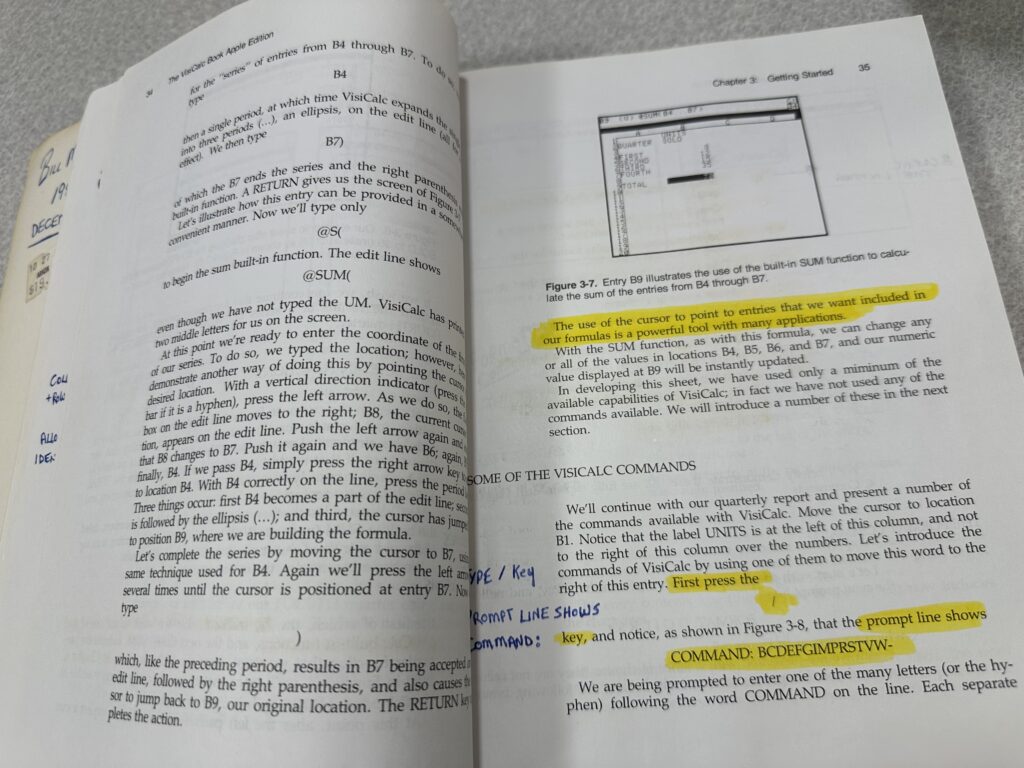 BILL
DECE
$19.
COLU
+ ROW
ALLO
IDEN
34 The VisiCalc Book Apple Edition
for the "series" of entries from B4 through B7. To do
type
B4
then a single period, at which time VisiCalc expands the
into three periods (...), an ellipsis, on the edit line (all
effect). We then type
B7)
of which the B7 ends the series and the right parenthesis
built-in function. A RETURN gives us the screen of Figure
Let's illustrate how this entry can be provided in a
convenient manner. Now we'll type only
@S(
to begin the sum built-in function. The edit line shows
@SUM(
even though we have not typed the UM. VisiCalc has
two middle letters for us on the screen.
At this point we're ready to enter the coordinate of the
of our series. To do so, we typed the location; however,
demonstrate another way of doing this by pointing the
desired location. With a vertical direction indicator (press
bar if it is a hyphen), press the left arrow. As we do so, the
box on the edit line moves to the right; B8, the current
tion, appears on the edit line. Push the left arrow again and
that B8 changes to B7. Push it again and we have B6; again,
finally, B4. If we pass B4, simply press the right arrow key
to location B4. With B4 correctly on the line, press the period
Three things occur: first B4 becomes a part of the edit line;
is followed by the ellipsis (...); and third, the cursor has
to position B9, where we are building the formula.
Let's complete the series by moving the cursor to B7,
same technique used for B4. Again we'll press the left
several times until the cursor is positioned at entry B7. Now
type
)
which, like the preceding period, results in B7 being accepted
edit line, followed by the right parenthesis, and also causes
sor to jump back to B9, our original location. The RETURN
pletes the action.
Chapter 3: Getting Started 35
A B C D
UNITS
QUARTER SOLD
FIRST
SECOND
THIRD
FOURTH
TOTAL
Figure 3-7. Entry B9 illustrates the use of the built-in SUM function to calcu-
late the sum of the entries from B4 through B7.
The use of the cursor to point to entries that we want included in
our formulas is a powerful tool with many applications.
With the SUM function, as with this formula, we can change any
or all of the values in locations B4, B5, B6, and B7, and our numeric
value displayed at B9 will be instantly updated.
In developing this sheet, we have used only a miminum of the
available capabilities of VisiCalc; in fact we have not used any of the
commands available. We will introduce a number of these in the next
section.
SOME OF THE VISICALC COMMANDS
We'll continue with our quarterly report and present a number of
the commands available with VisiCalc. Move the cursor to location
B1. Notice that the label UNITS is at the left of this column, and not
to the right of this column over the numbers. Let's introduce the
commands of VisiCalc by using one of them to move this word to the
right of this entry. First press the
/
key, and notice, as shown in Figure 3-8, that the prompt line shows
COMMAND: BCDEFGIMPRSTVW-
We are being prompted to enter one of the many letters (or the hy-
phen) following the word COMMAND on the line. Each separate
TYPE / Key
PROMPT LINE SHOWS
COMMAND: